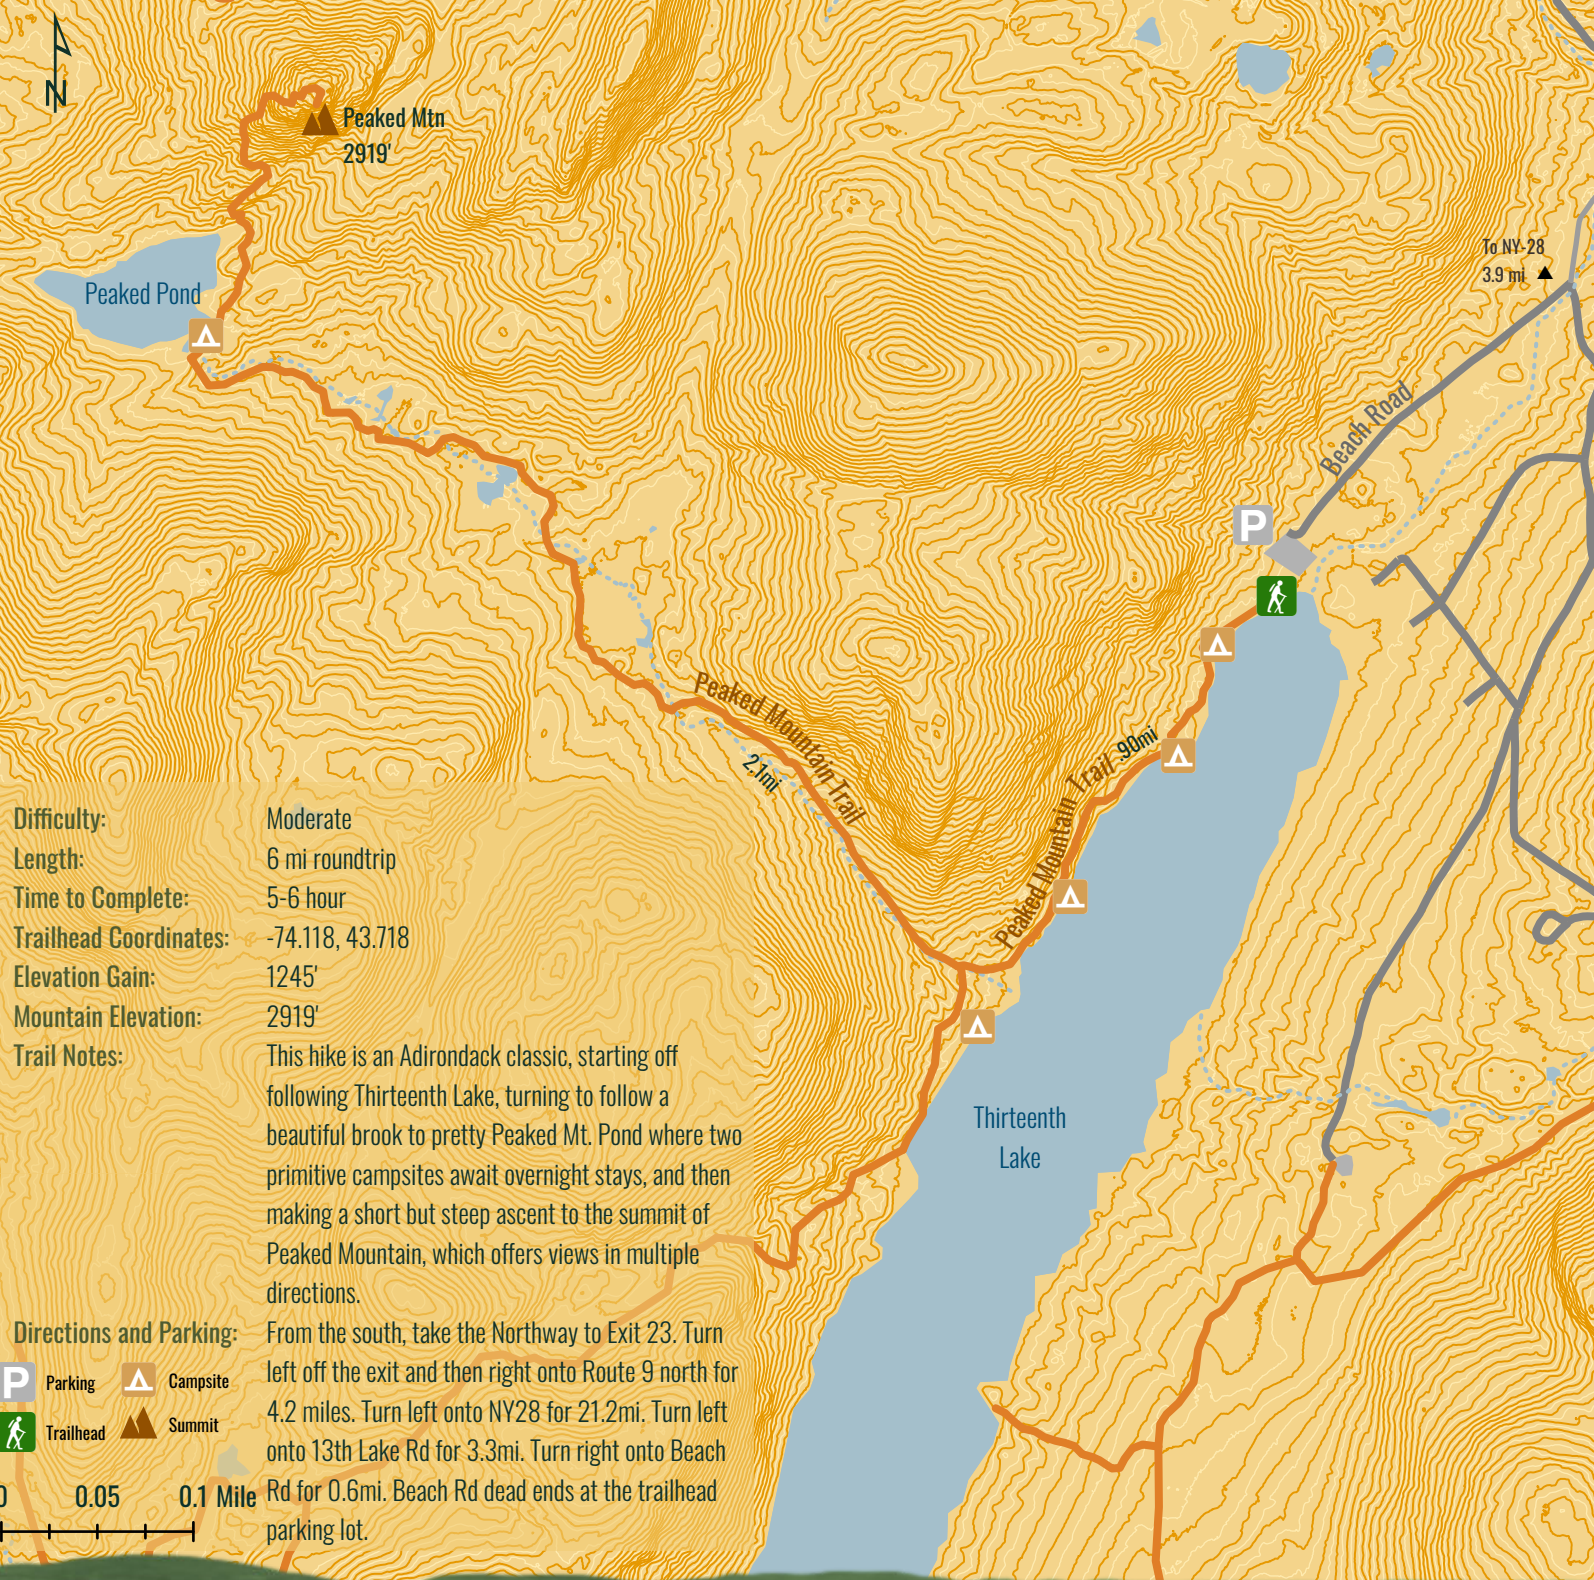 N
Peaked Mtn
2919'
Peaked Pond
To NY-28
3.9 mi
Beach Road
P
Peaked Mountain Trail
2.1mi
Peaked Mountain Trail .90mi
Thirteenth
Lake
Difficulty: Moderate
Length: 6 mi roundtrip
Time to Complete: 5-6 hour
Trailhead Coordinates: -74.118, 43.718
Elevation Gain: 1245'
Mountain Elevation: 2919'
Trail Notes: This hike is an Adirondack classic, starting off
following Thirteenth Lake, turning to follow a
beautiful brook to pretty Peaked Mt. Pond where two
primitive campsites await overnight stays, and then
making a short but steep ascent to the summit of
Peaked Mountain, which offers views in multiple
directions.
Directions and Parking: From the south, take the Northway to Exit 23. Turn
left off the exit and then right onto Route 9 north for
4.2 miles. Turn left onto NY28 for 21.2mi. Turn left
onto 13th Lake Rd for 3.3mi. Turn right onto Beach
Rd for 0.6mi. Beach Rd dead ends at the trailhead
parking lot.
P Parking
Campsite
Trailhead
Summit
0 0.05 0.1 Mile